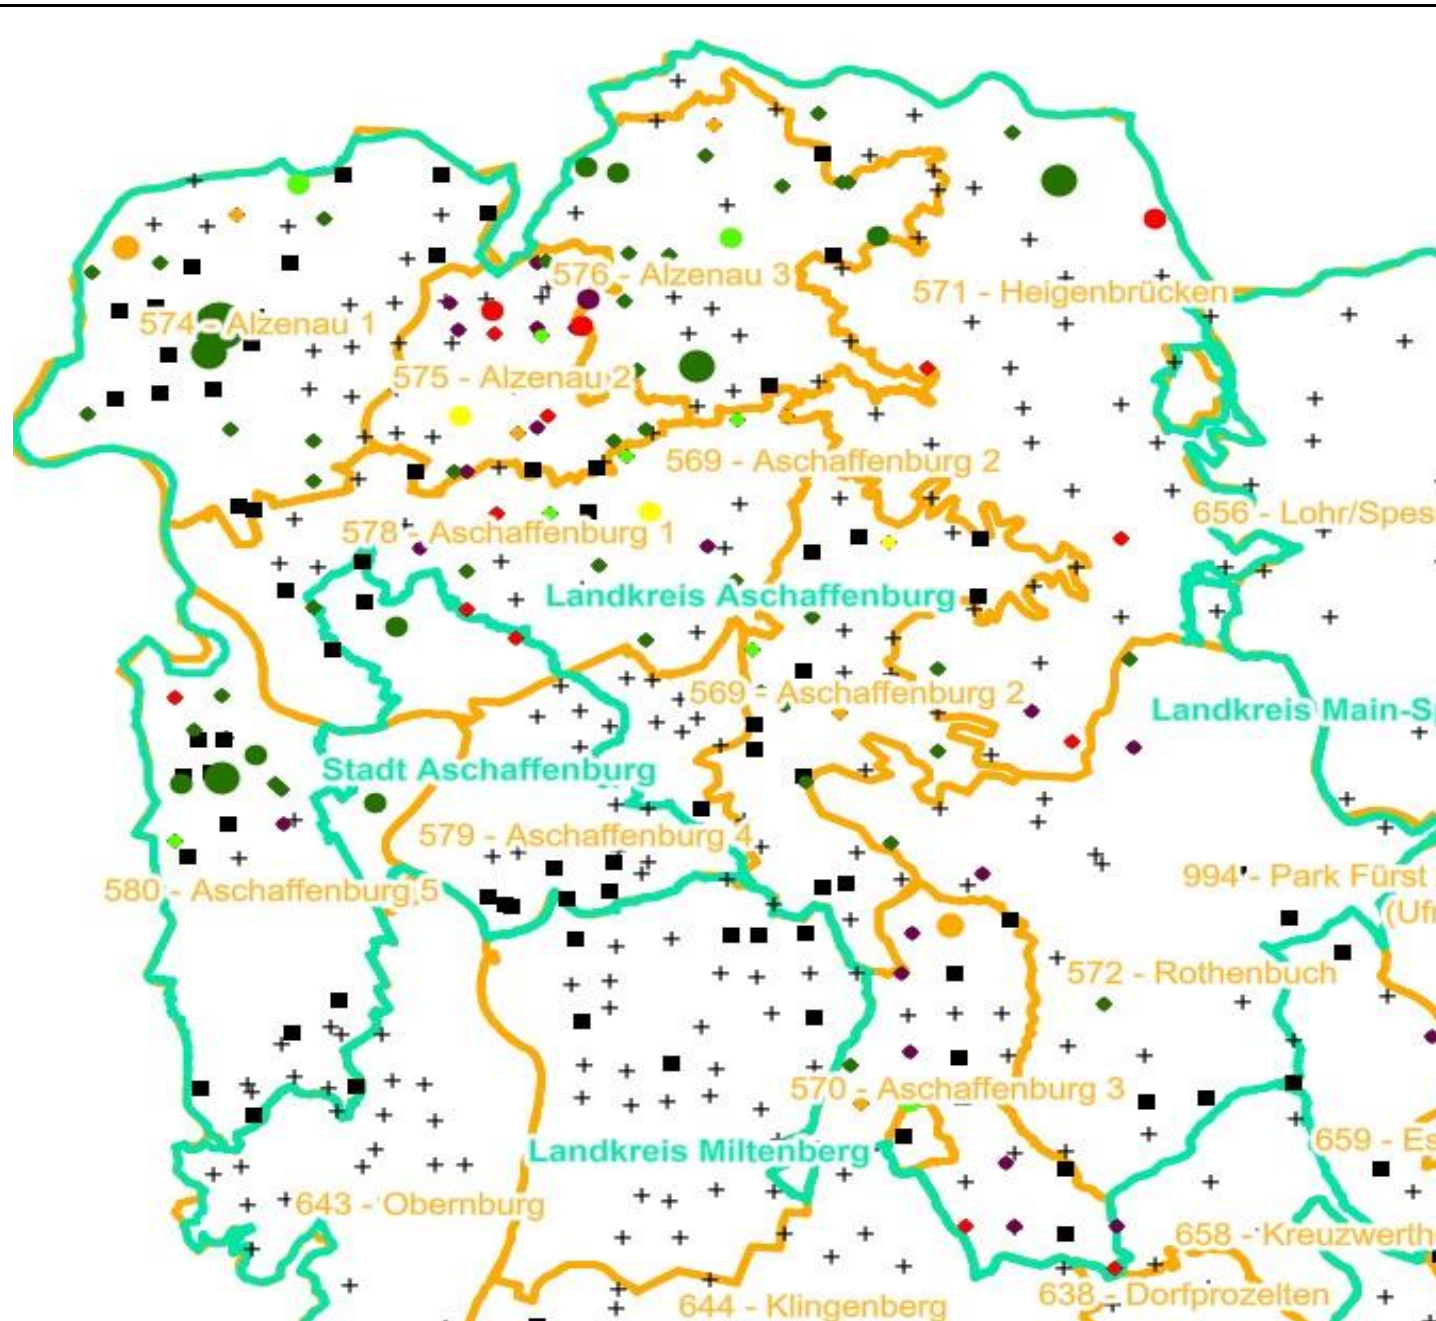 576 - Alzenau 3
571 - Heigenbrücken
574 - Alzenau 1
575 - Alzenau 2
569 - Aschaffenburg 2
656 - Lohr/Spes
578 - Aschaffenburg 1
Landkreis Aschaffenburg
569 - Aschaffenburg 2
Landkreis Main-Sp
Stadt Aschaffenburg
579 - Aschaffenburg 4
994 - Park Fürst
(Ufr
580 - Aschaffenburg 5
572 - Rothenbuch
570 - Aschaffenburg 3
659 - Es
Landkreis Miltenberg
643 - Obernburg
658 - Kreuzwerth
638 - Dorfprozelten
644 - Klingenberg